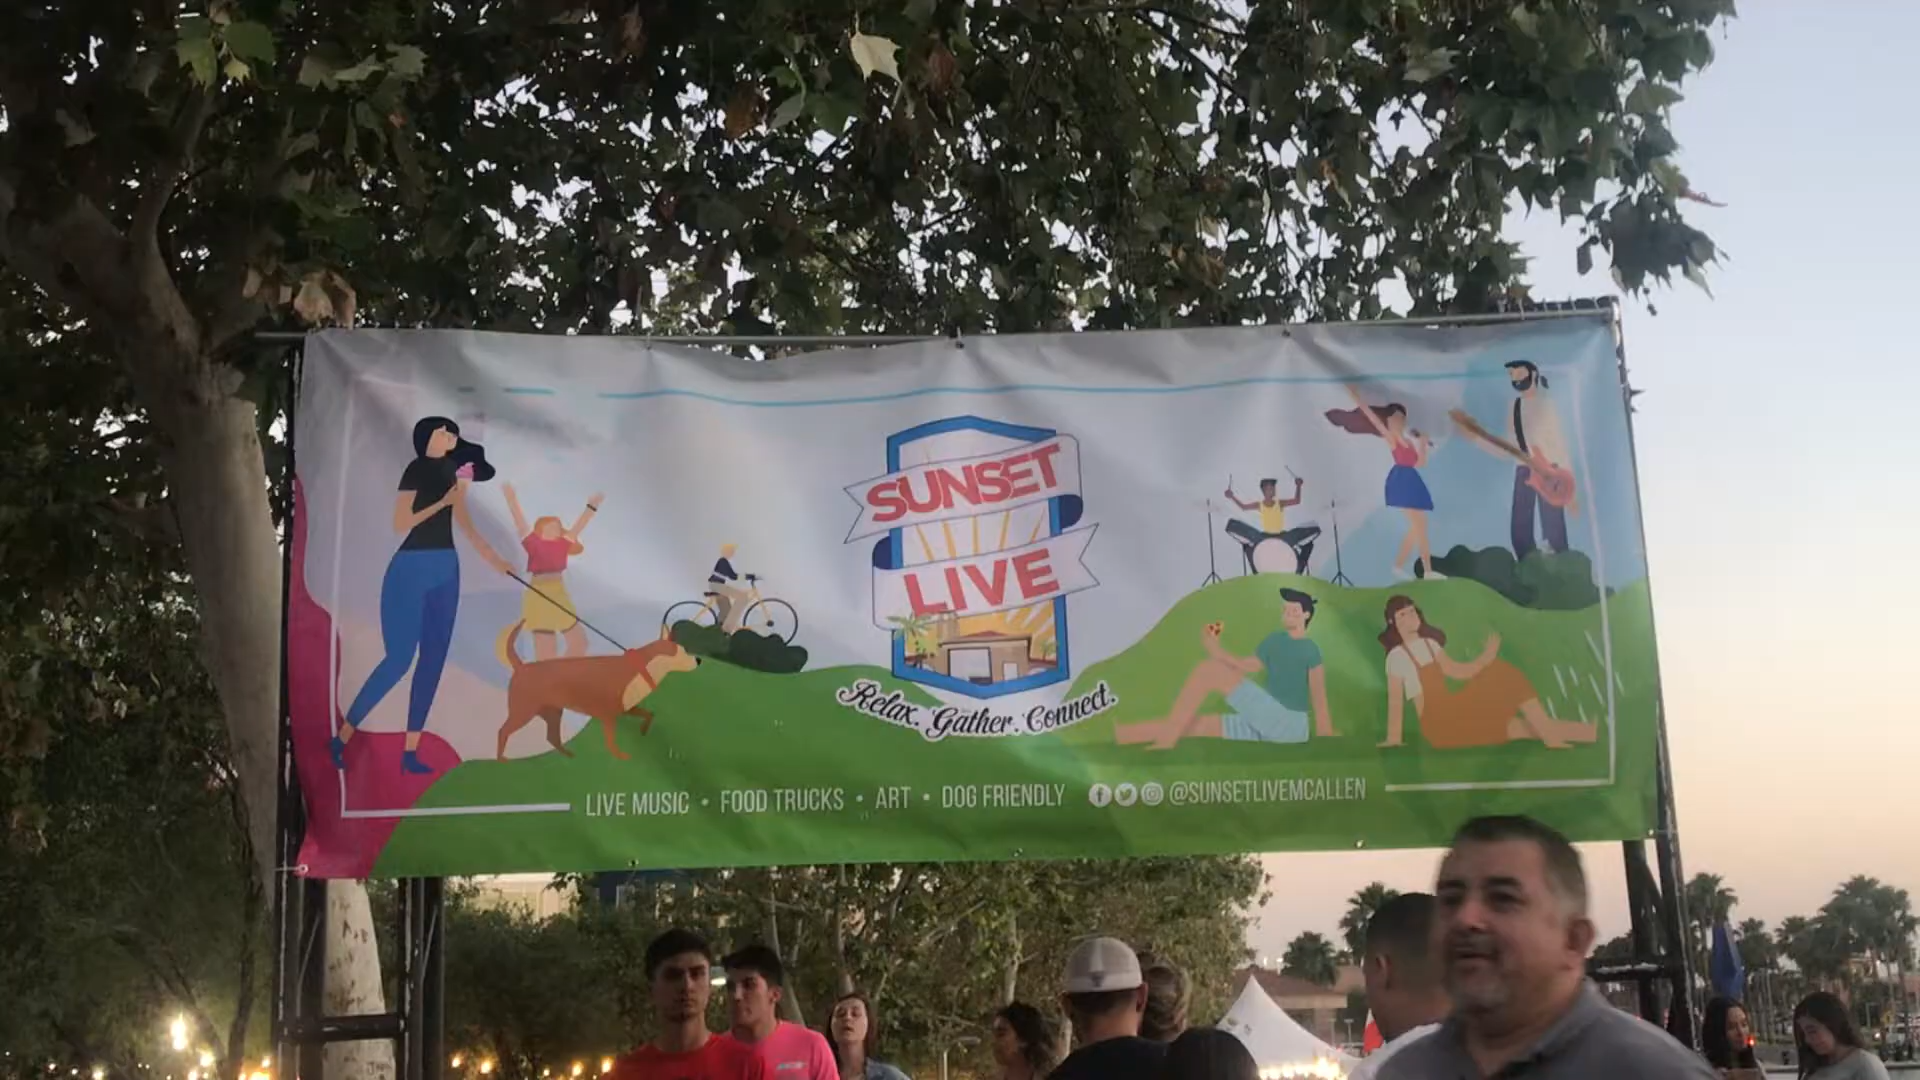 SUNSET
LIVE
Relax. Gather. Connect.
LIVE MUSIC • FOOD TRUCKS • ART • DOG FRIENDLY @SUNSETLIVEMCALLEN